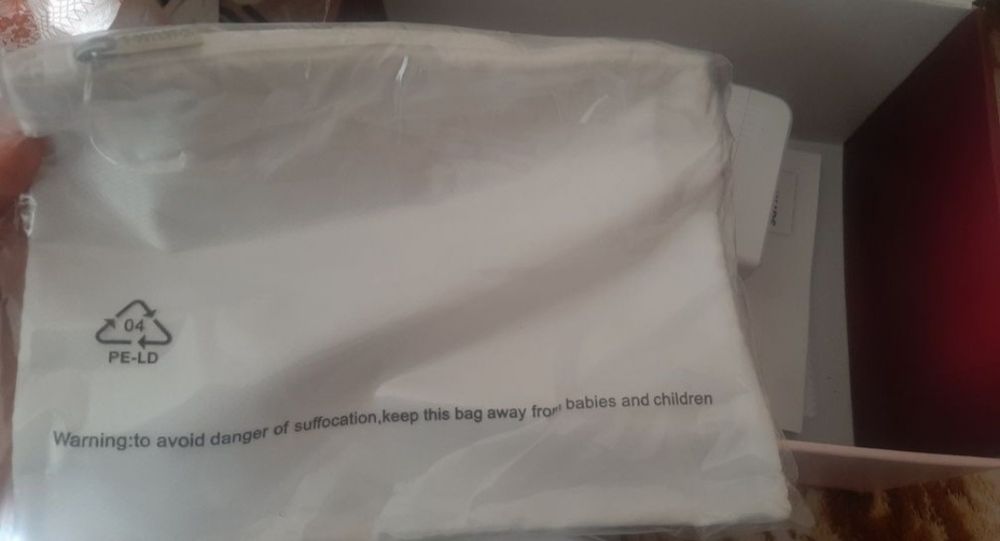 04
PE-LD
Warning:to avoid danger of suffocation,keep this bag away from babies and children